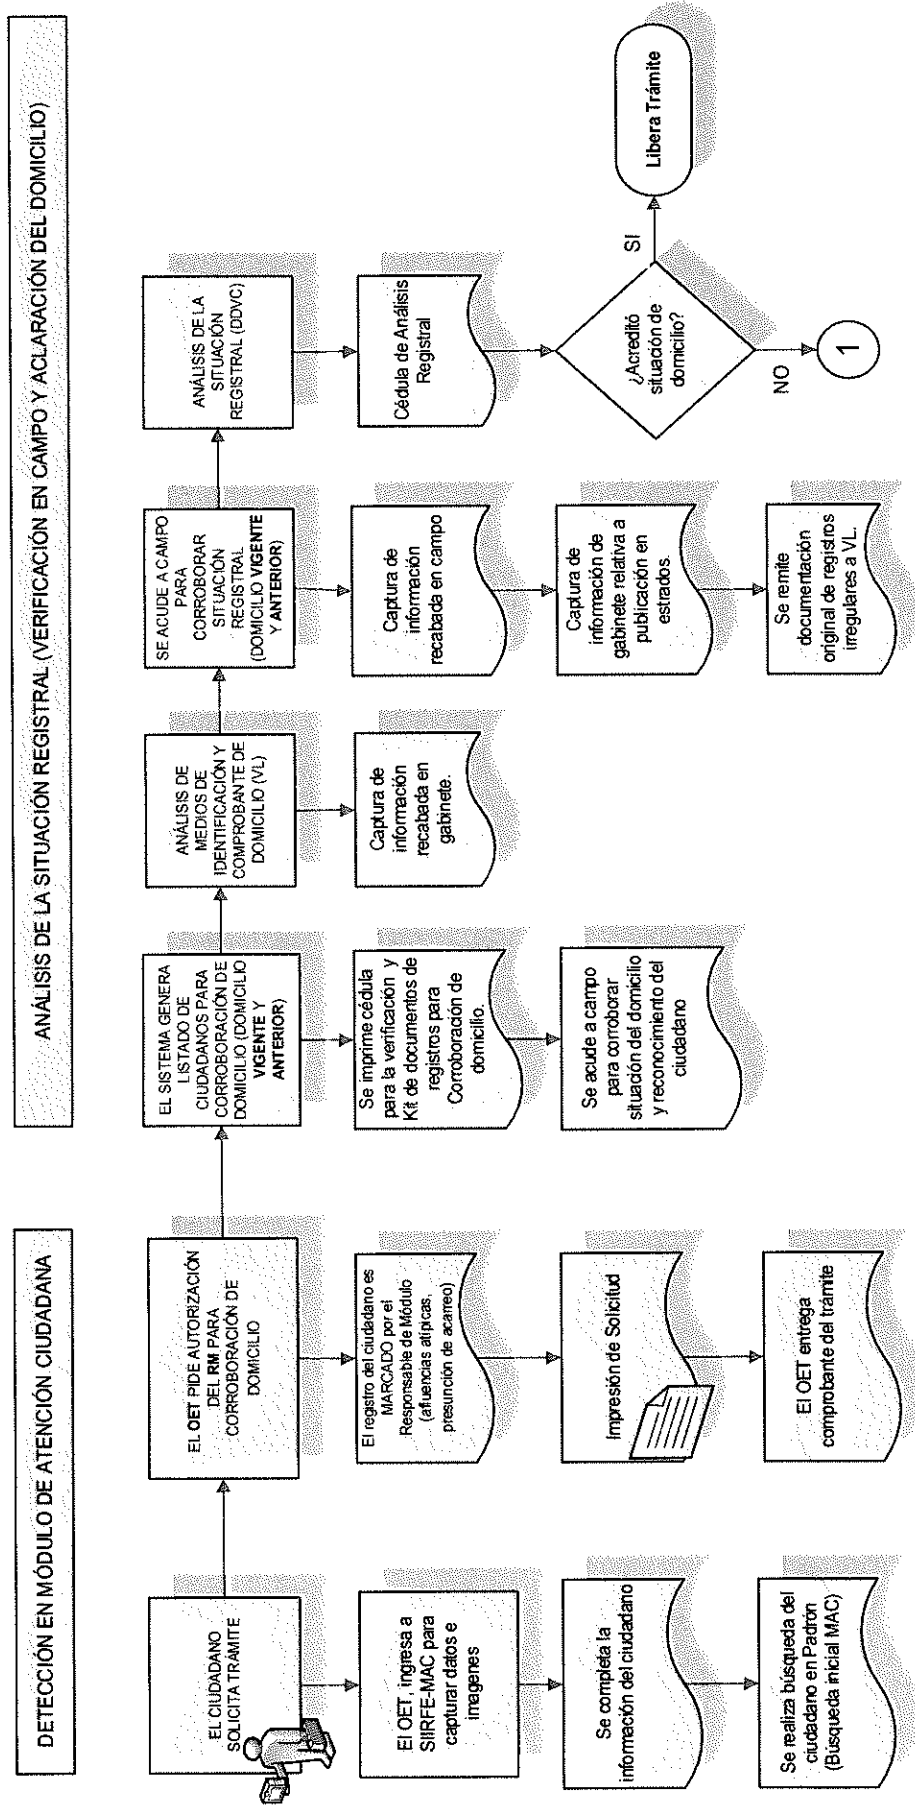 DETECCIÓN EN MÓDULO DE ATENCIÓN CIUDADANA
ANÁLISIS DE LA SITUACIÓN REGISTRAL (VERIFICACIÓN EN CAMPO Y ACLARACIÓN DEL DOMICILIO)
EL CIUDADANO
SOLICITA TRÁMITE
El OET, ingresa a
SIIRFE-MAC para
capturar datos e
imagenes
Se completa la
información del ciudadano
Se realiza búsqueda del
ciudadano en Padrón
(Búsqueda inicial MAC)
EL OET PIDE AUTORIZACIÓN
DEL RM PARA
CORROBORACIÓN DE
DOMICILIO
El registro del ciudadano es
MARCADO por el
Responsable de Módulo
(afluencias atípicas,
presunción de acarreo)
Impresión de Solicitud
El OET entrega
comprobante del trámite
EL SISTEMA GENERA
LISTADO DE
CIUDADANOS PARA
CORROBORACIÓN DE
DOMICILIO (DOMICILIO
VIGENTE Y
ANTERIOR)
Se imprime cédula
para la verificación y
Kit de documentos de
registros para
Corroboración de
domicilio.
Se acude a campo
para corroborar
situación del domicilio
y reconocimiento del
ciudadano
ANÁLISIS DE
MEDIOS DE
IDENTIFICACIÓN Y
COMPROBANTE DE
DOMICILIO (VL)
Captura de
información
recabada en
gabinete.
SE ACUDE A CAMPO
PARA
CORROBORAR
SITUACIÓN
REGISTRAL
(DOMICILIO VIGENTE
Y ANTERIOR)
Captura de
información
recabada en campo
Captura de
información de
gabinete relativa a
publicación en
estrados.
Se remite
documentación
original de registros
irregulares a VL.
ANÁLISIS DE LA
SITUACIÓN
REGISTRAL (DDVC)
Cédula de Análisis
Registral
¿Acreditó
situación de
domicilio?
SI
Libera Trámite
NO
1